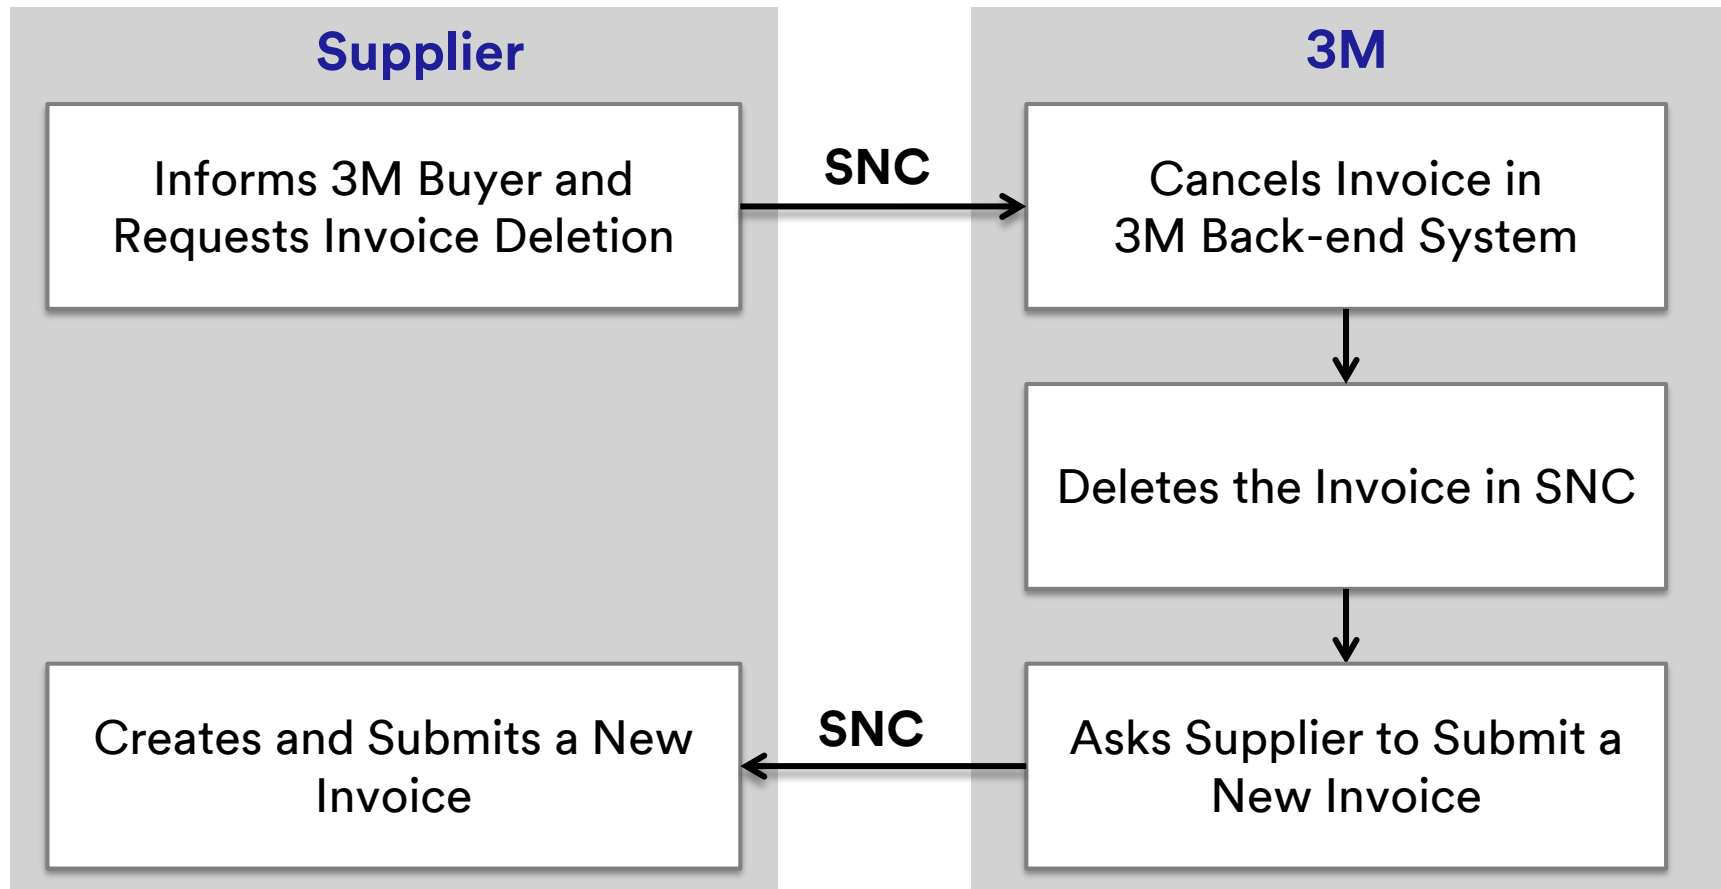 Supplier
3M
Informs 3M Buyer and
Requests Invoice Deletion
SNC
Cancels Invoice in
3M Back-end System
Deletes the Invoice in SNC
Asks Supplier to Submit a
New Invoice
SNC
Creates and Submits a New
Invoice